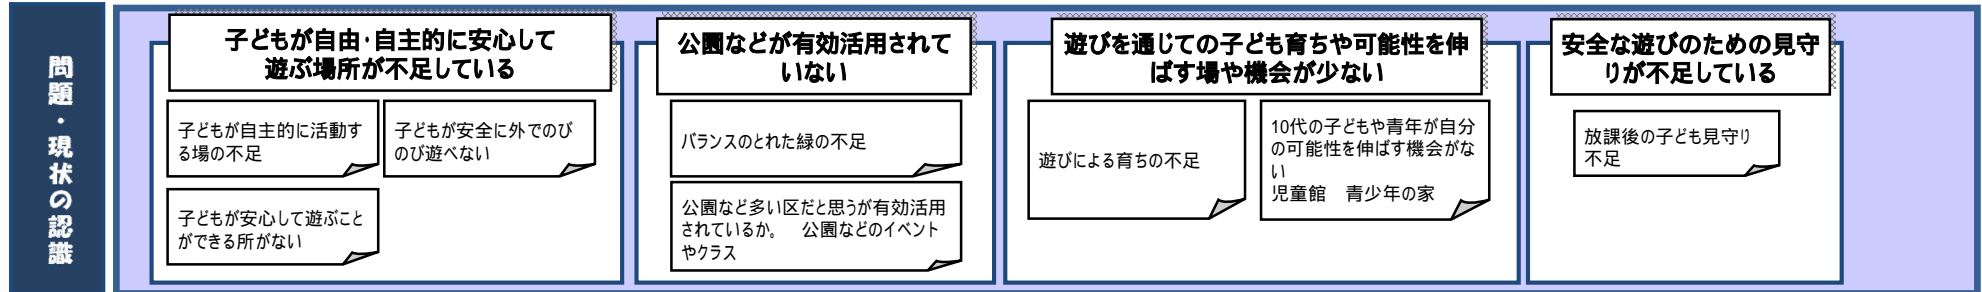 問題・現状の認識
子どもが自由･自主的に安心して
遊ぶ場所が不足している
子どもが自主的に活動す
る場の不足
子どもが安全に外でのび
のび遊べない
子どもが安心して遊ぶこと
ができる所がない
公園などが有効活用されて
いない
バランスのとれた緑の不足
公園など多い区だと思うが有効活用
されているか。　公園などのイベント
やクラス
遊びを通じての子ども育ちや可能性を伸
ばす場や機会が少ない
遊びによる育ちの不足
10代の子どもや青年が自分
の可能性を伸ばす機会がな
い
児童館　青少年の家
安全な遊びのための見守
りが不足している
放課後の子ども見守り
不足